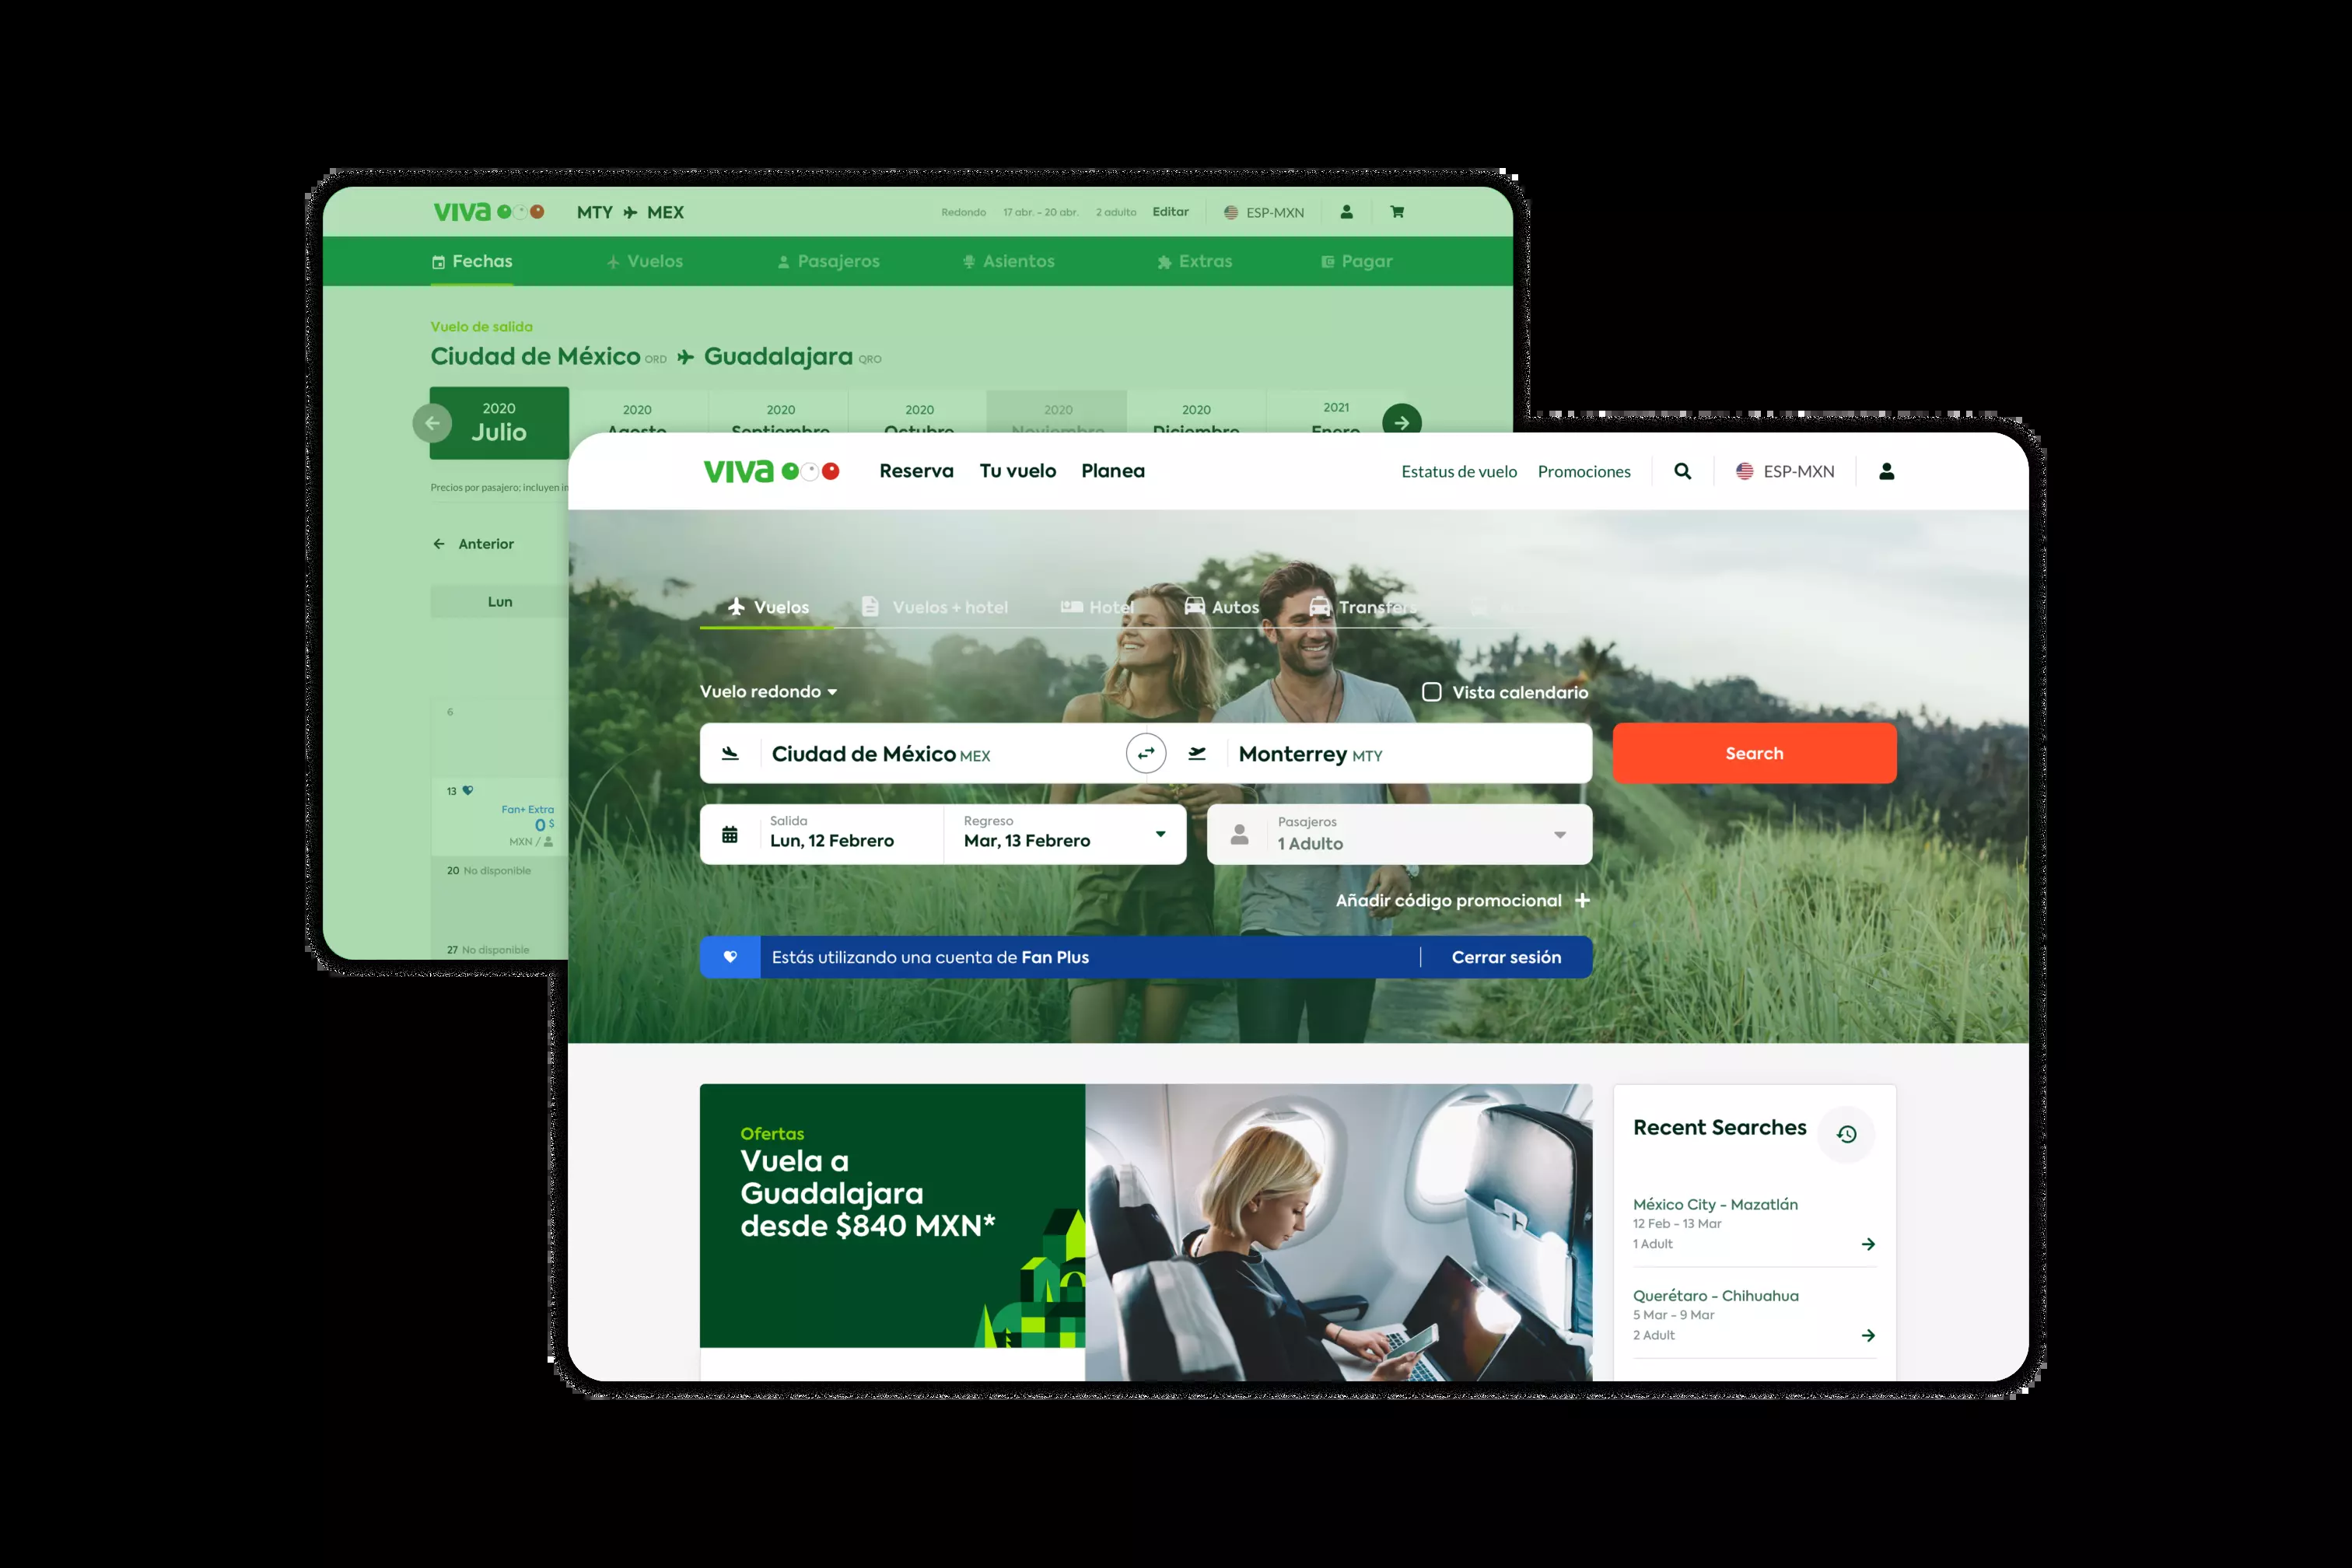 viva
MTY MEX
Redondo 17 abr. - 20 abr. 2 adulto Editar ESP-MXN
Fechas Vuelos Pasajeros Asientos Extras Pagar
Vuelo de salida
Ciudad de México ORD Guadalajara QRO
2020 2020 2020 2020 2020 2020 2021
Julio Agosto Septiembre Octubre Noviembre Diciembre Enero
Precios por pasajero; incluyen
Anterior
Lun
6
13
Fan+ Extra
0 $
MXN /
20 No disponible
27 No disponible
viva Reserva Tu vuelo Planea Estatus de vuelo Promociones ESP-MXN
Vuelos Vuelos + hotel Hotel Autos Transfers
Vuelo redondo Vista calendario
Ciudad de México MEX Monterrey MTY Search
Salida Regreso Pasajeros
Lun, 12 Febrero Mar, 13 Febrero 1 Adulto
Añadir código promocional +
Estás utilizando una cuenta de Fan Plus Cerrar sesión
Ofertas
Vuela a
Guadalajara
desde $840 MXN*
Recent Searches
México City - Mazatlán
12 Feb - 13 Mar
1 Adult
Querétaro - Chihuahua
5 Mar - 9 Mar
2 Adult